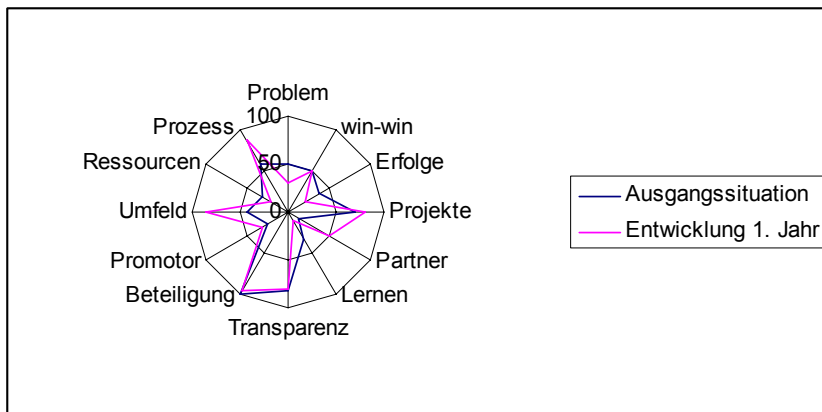 Problem
100
Prozess
win-win
50
Ressourcen
Erfolge
Umfeld
0
Projekte
Promotor
Partner
Beteiligung
Lernen
Transparenz
Ausgangssituation
Entwicklung 1. Jahr